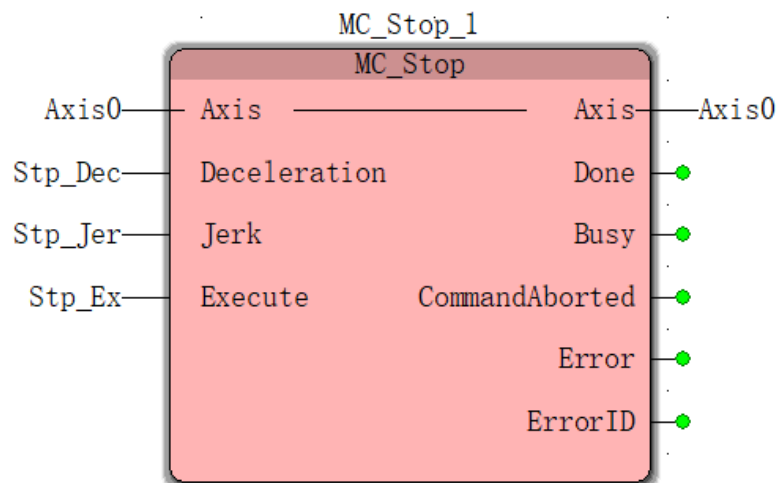 MC_Stop_1
MC_Stop
Axis0 Axis Axis Axis0
Stp_Dec Deceleration Done
Stp_Jer Jerk Busy
Stp_Ex Execute CommandAborted
Error
ErrorID